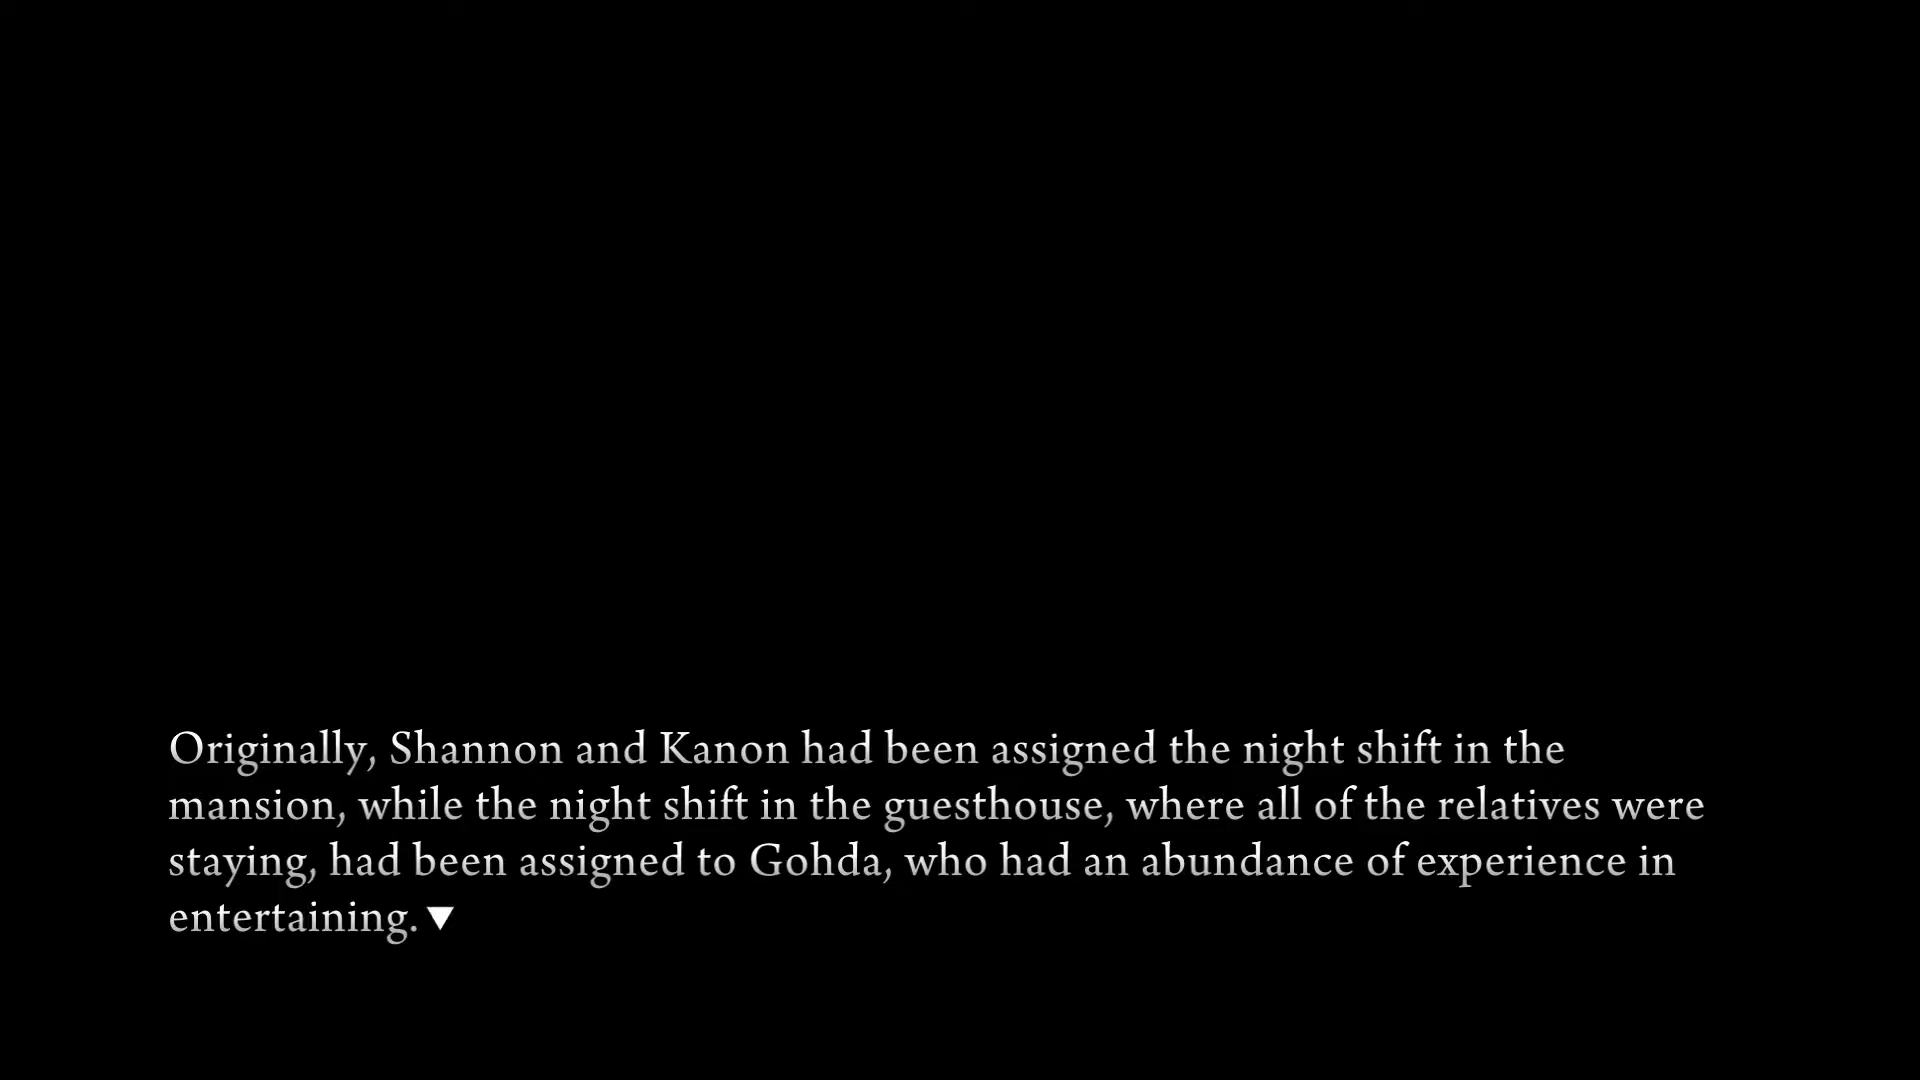 Originally, Shannon and Kanon had been assigned the night shift in the
mansion, while the night shift in the guesthouse, where all of the relatives were
staying, had been assigned to Gohda, who had an abundance of experience in
entertaining.